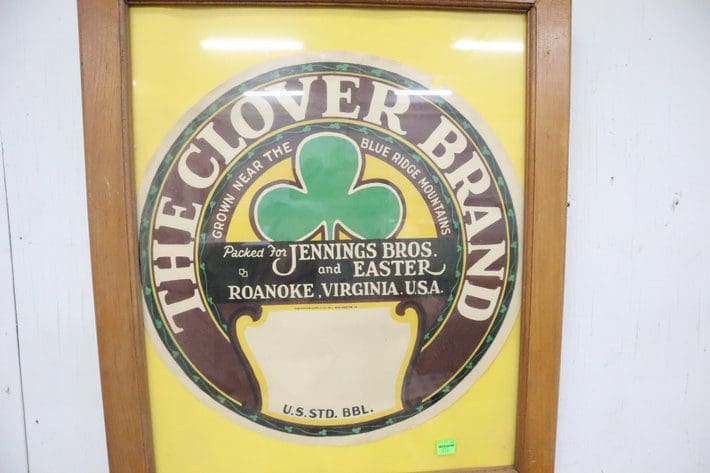 THE CLOVER BRAND
GROWN NEAR THE BLUE RIDGE MOUNTAINS
Packed For JENNINGS BROS.
and EASTER
ROANOKE, VIRGINIA. U.S.A.
U.S. STD. BBL.